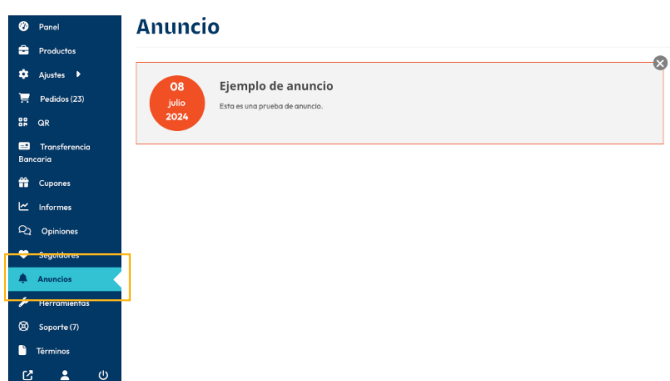 Panel
Productos
Ajustes
Pedidos (23)
QR
Transferencia
Bancaria
Cupones
Informes
Opiniones
Seguidores
Anuncios
Herramientas
Soporte (7)
Términos
Anuncio
08
julio
2024
Ejemplo de anuncio
Esta es una prueba de anuncio.